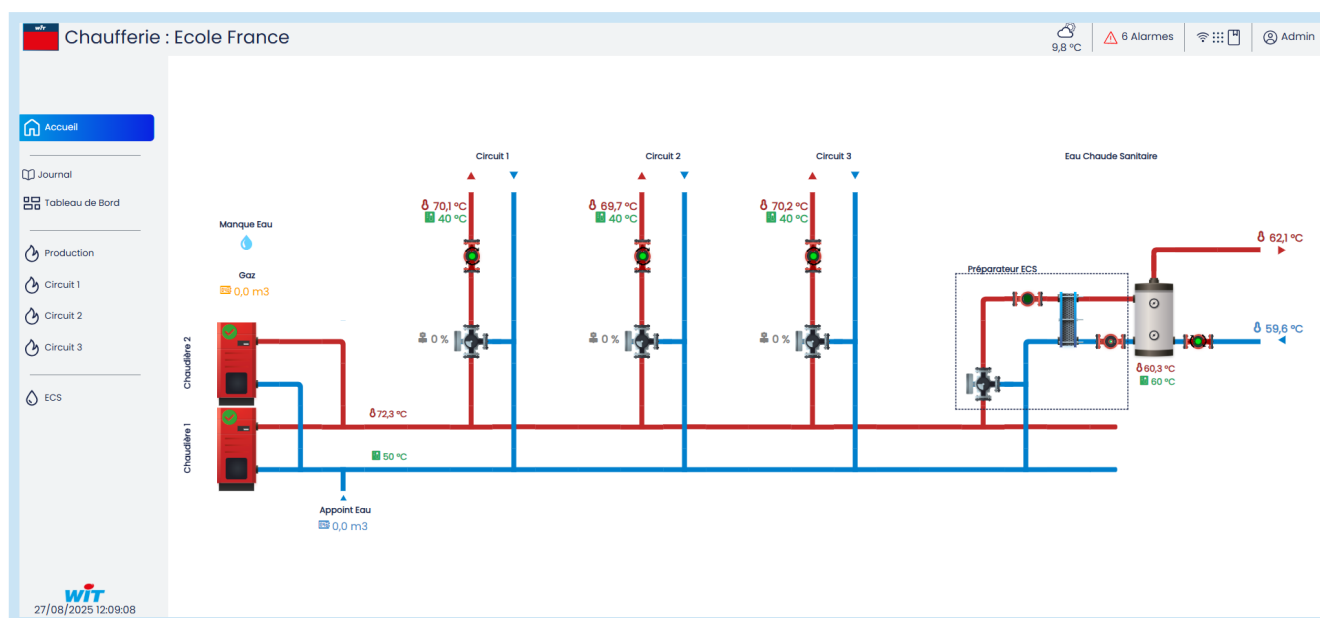 wit
Chaufferie : Ecole France
9,8 °C
6 Alarmes
Admin
Accueil
Journal
Tableau de Bord
Production
Circuit 1
Circuit 2
Circuit 3
ECS
Circuit 1
Circuit 2
Circuit 3
Eau Chaude Sanitaire
70,1 °C
40 °C
69,7 °C
40 °C
70,2 °C
40 °C
Manque Eau
62,1 °C
Préparateur ECS
Gaz
0,0 m3
0 %
0 %
0 %
59,6 °C
Chaudière 2
60,3 °C
60 °C
72,3 °C
Chaudière 1
50 °C
Appoint Eau
0,0 m3
wit
27/08/2025 12:09:08